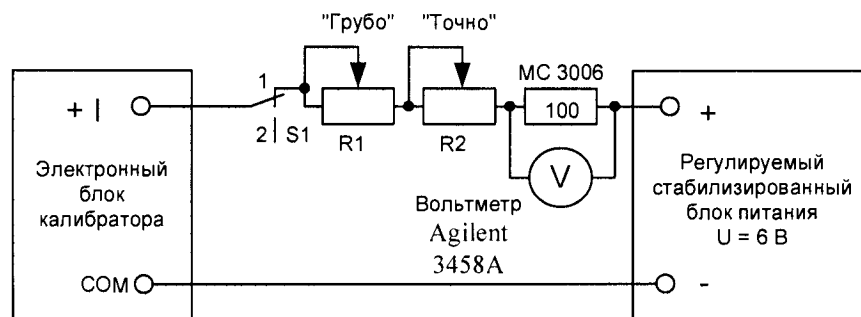 "Грубо" "Точно"
МС 3006
1
+ I
100
+
2 S1
R1
R2
V
Электронный
блок
калибратора
Регулируемый
стабилизированный
блок питания
U = 6 В
Вольтметр
Agilent
3458A
COM
-